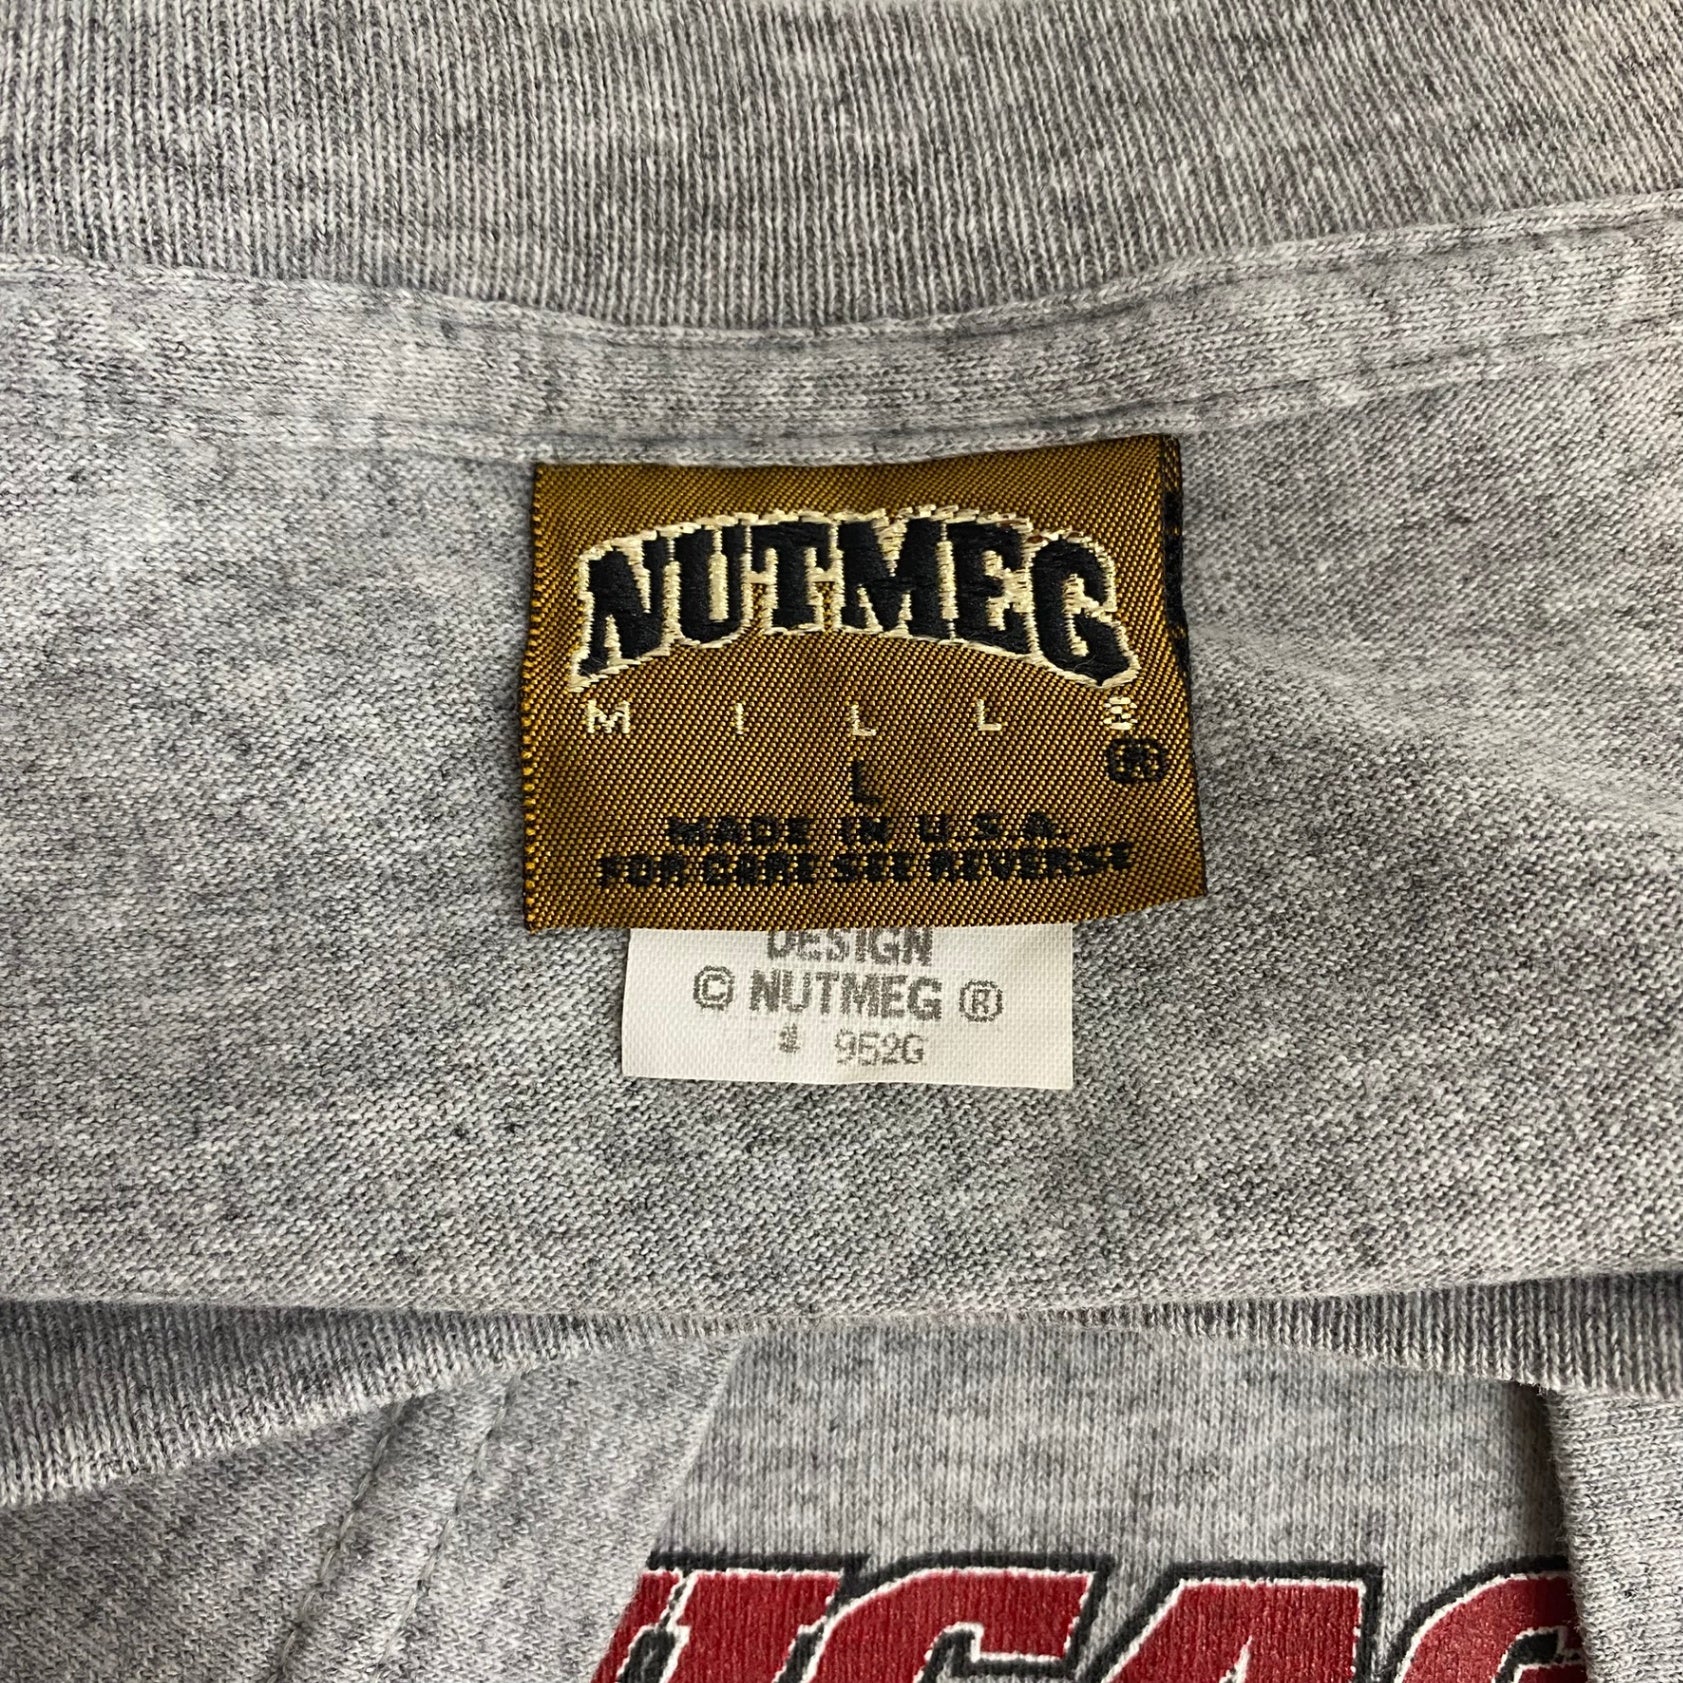 NUTMEG
MILLS
®
L
MADE IN U.S.A.
FOR CARE SEE REVERSE
DESIGN
© NUTMEG ®
# 952G